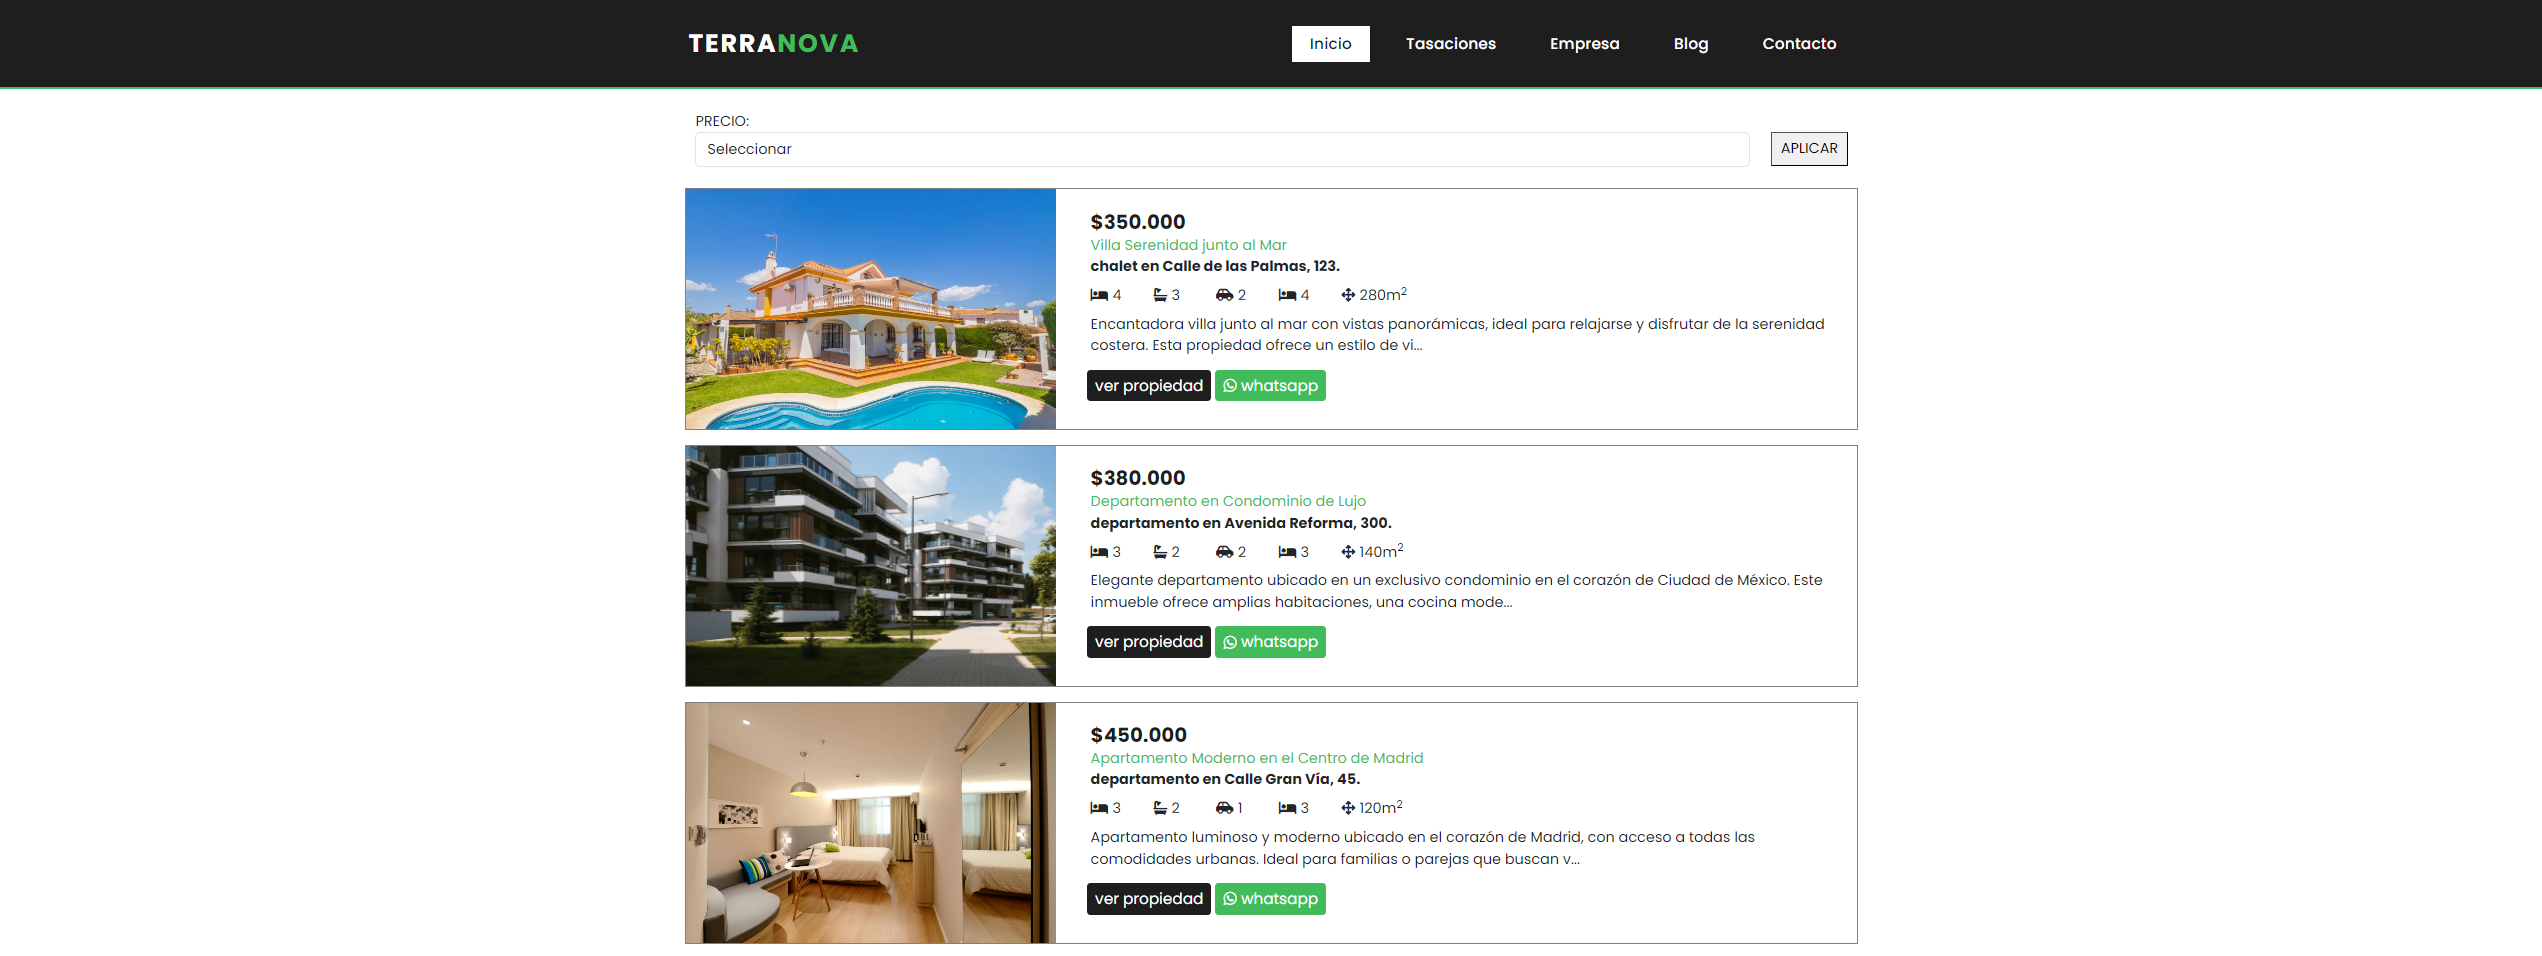 TERRANOVA
Inicio Tasaciones Empresa Blog Contacto
PRECIO:
Seleccionar
APLICAR
$350.000
Villa Serenidad junto al Mar
chalet en Calle de las Palmas, 123.
4 3 2 4 280m²
Encantadora villa junto al mar con vistas panorámicas, ideal para relajarse y disfrutar de la serenidad
costera. Esta propiedad ofrece un estilo de vi...
ver propiedad whatsapp
$380.000
Departamento en Condominio de Lujo
departamento en Avenida Reforma, 300.
3 2 2 3 140m²
Elegante departamento ubicado en un exclusivo condominio en el corazón de Ciudad de México. Este
inmueble ofrece amplias habitaciones, una cocina mode...
ver propiedad whatsapp
$450.000
Apartamento Moderno en el Centro de Madrid
departamento en Calle Gran Vía, 45.
3 2 1 3 120m²
Apartamento luminoso y moderno ubicado en el corazón de Madrid, con acceso a todas las
comodidades urbanas. Ideal para familias o parejas que buscan v...
ver propiedad whatsapp